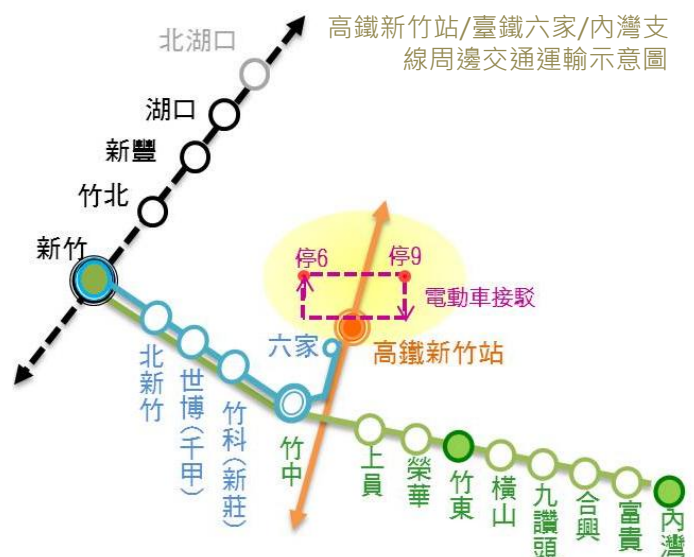 高鐵新竹站/臺鐵六家/內灣支
線周邊交通運輸示意圖
北湖口
湖口
新豐
竹北
新竹
停6
停9
電動車接駁
六家
高鐵新竹站
北新竹
世博(千甲)
竹科(新莊)
竹中
上員
榮華
竹東
橫山
九讚頭
合興
富貴
內灣